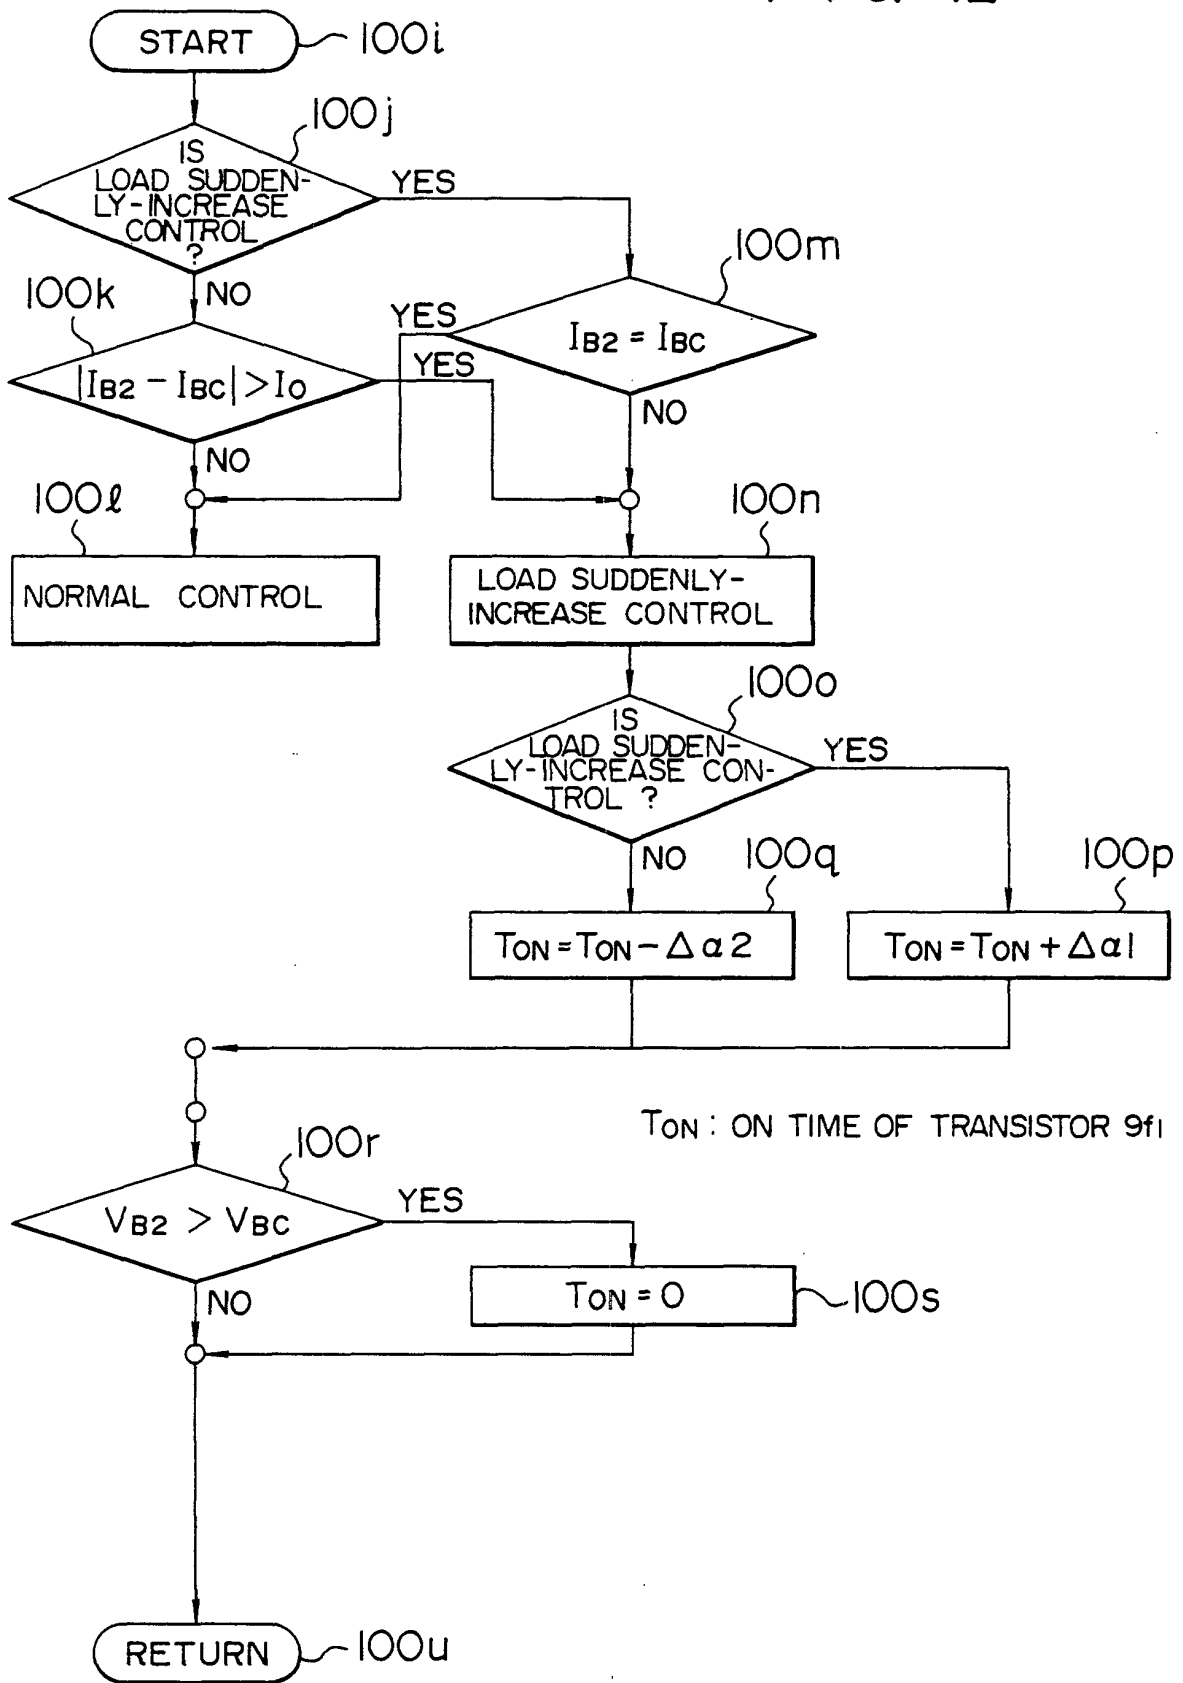 START
100i
100j
IS
LOAD SUDDEN-
LY-INCREASE
CONTROL
?
YES
100m
100k
NO
YES
IB2 = IBC
|IB2 - IBC| > IO
YES
NO
NO
100ℓ
100n
NORMAL CONTROL
LOAD SUDDENLY-
INCREASE CONTROL
100o
IS
LOAD SUDDEN-
LY-INCREASE CON-
TROL ?
YES
NO
100q
100p
TON = TON - Δα2
TON = TON + Δα1
TON : ON TIME OF TRANSISTOR 9f1
100r
VB2 > VBC
YES
TON = 0
100s
NO
RETURN
100u